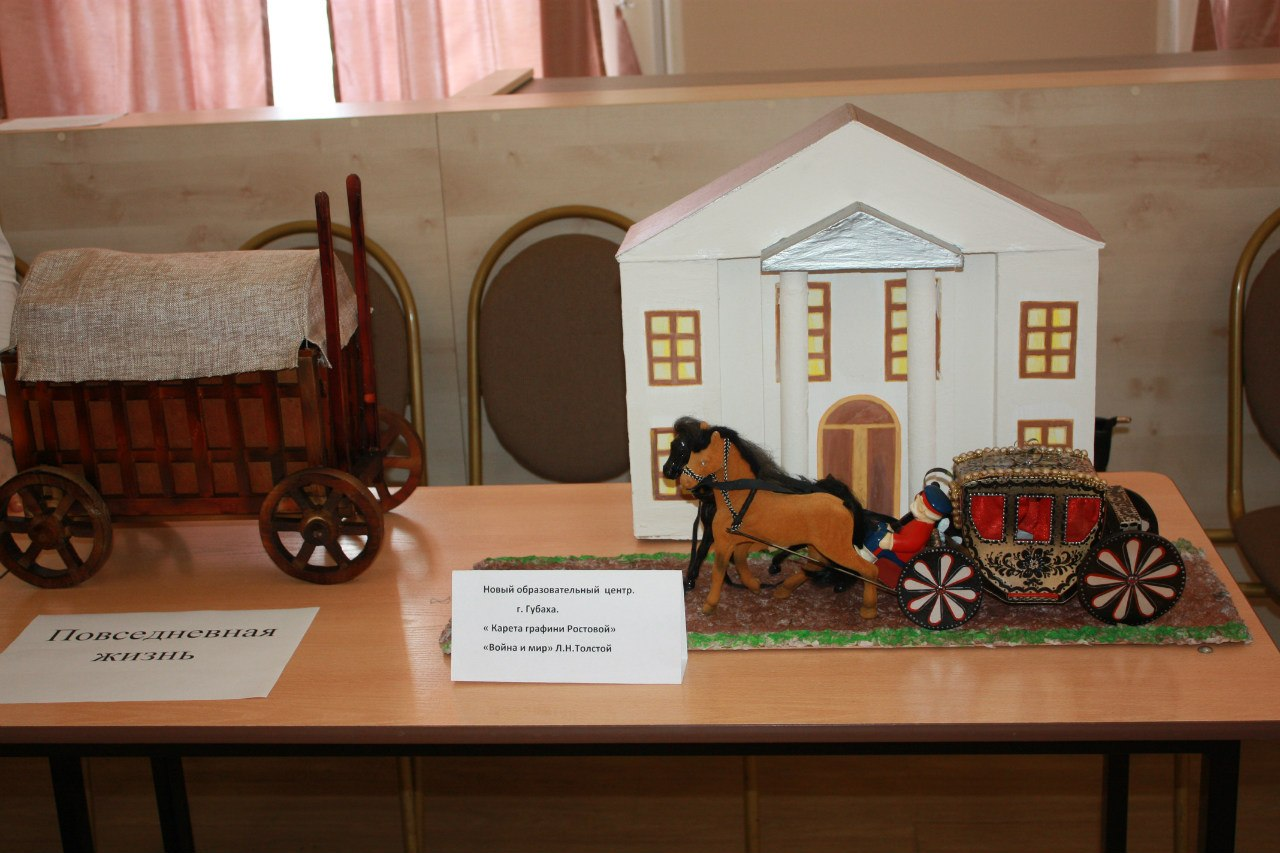 Повседневная
жизнь
Новый образовательный центр.
г. Губаха.
« Карета графини Ростовой»
«Война и мир» Л.Н.Толстой